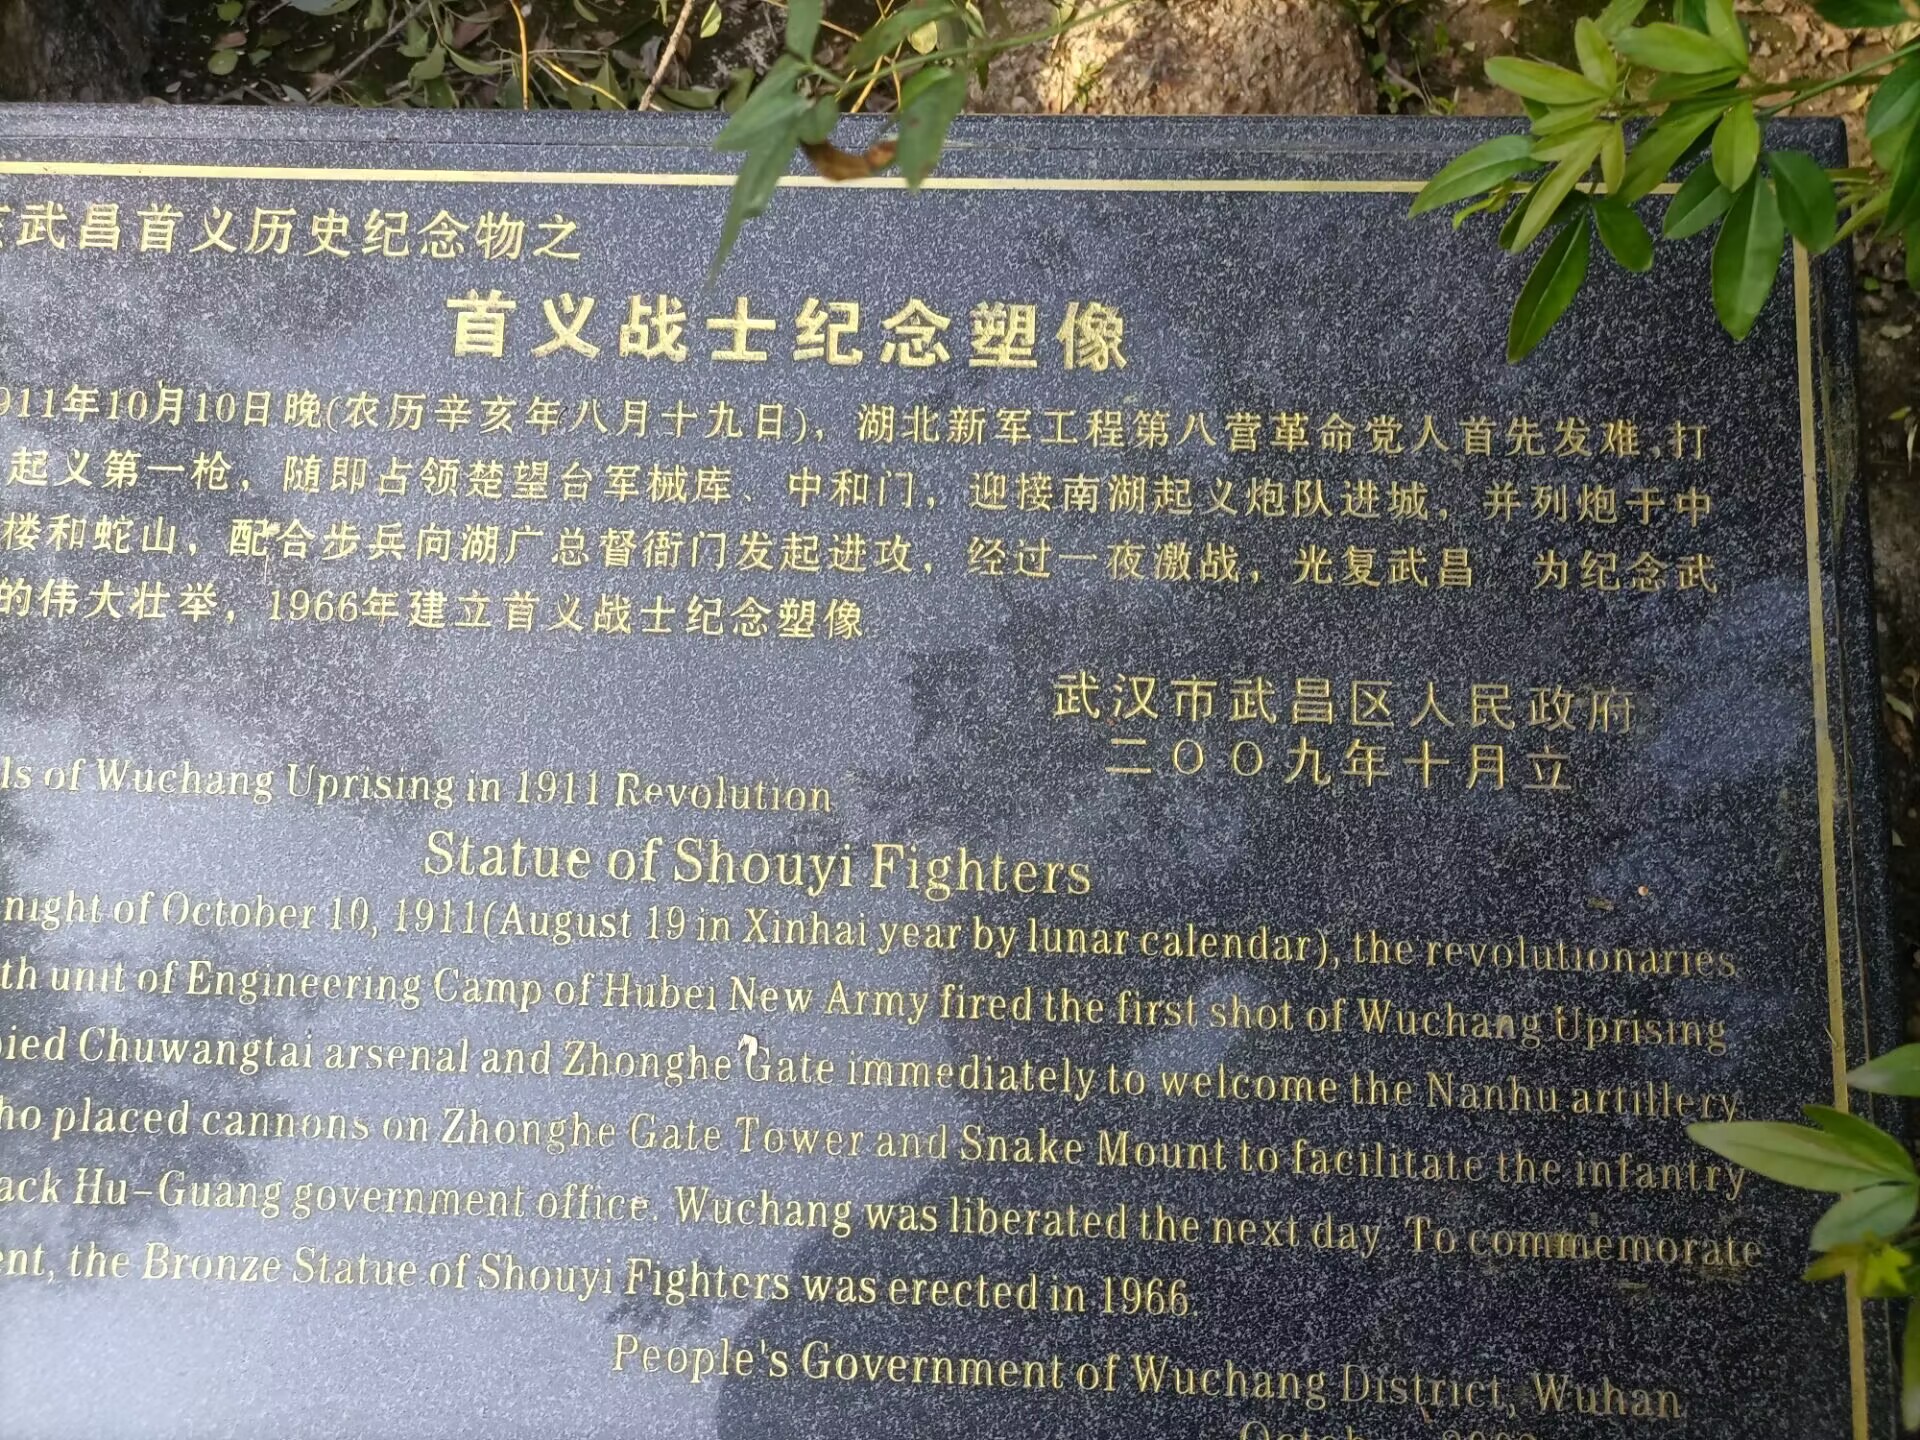 武昌首义历史纪念物之
首义战士纪念塑像
911年10月10日晚(农历辛亥年八月十九日)，湖北新军工程第八营革命党人首先发难,打
起义第一枪，随即占领楚望台军械库、中和门，迎接南湖起义炮队进城，并列炮于中
楼和蛇山，配合步兵向湖广总督衙门发起进攻，经过一夜激战，光复武昌 为纪念武
的伟大壮举，1966年建立首义战士纪念塑像
武汉市武昌区人民政府
二〇〇九年十月立
ls of Wuchang Uprising in 1911 Revolution
Statue of Shouyi Fighters
night of October 10, 1911(August 19 in Xinhai year by lunar calendar), the revolutionaries
th unit of Engineering Camp of Hubei New Army fired the first shot of Wuchang Uprising
pied Chuwangtai arsenal and Zhonghe Gate immediately to welcome the Nanhu artillery
ho placed cannons on Zhonghe Gate Tower and Snake Mount to facilitate the infantry
ack Hu-Guang government office. Wuchang was liberated the next day To commemorate
ent, the Bronze Statue of Shouyi Fighters was erected in 1966.
People's Government of Wuchang District, Wuhan